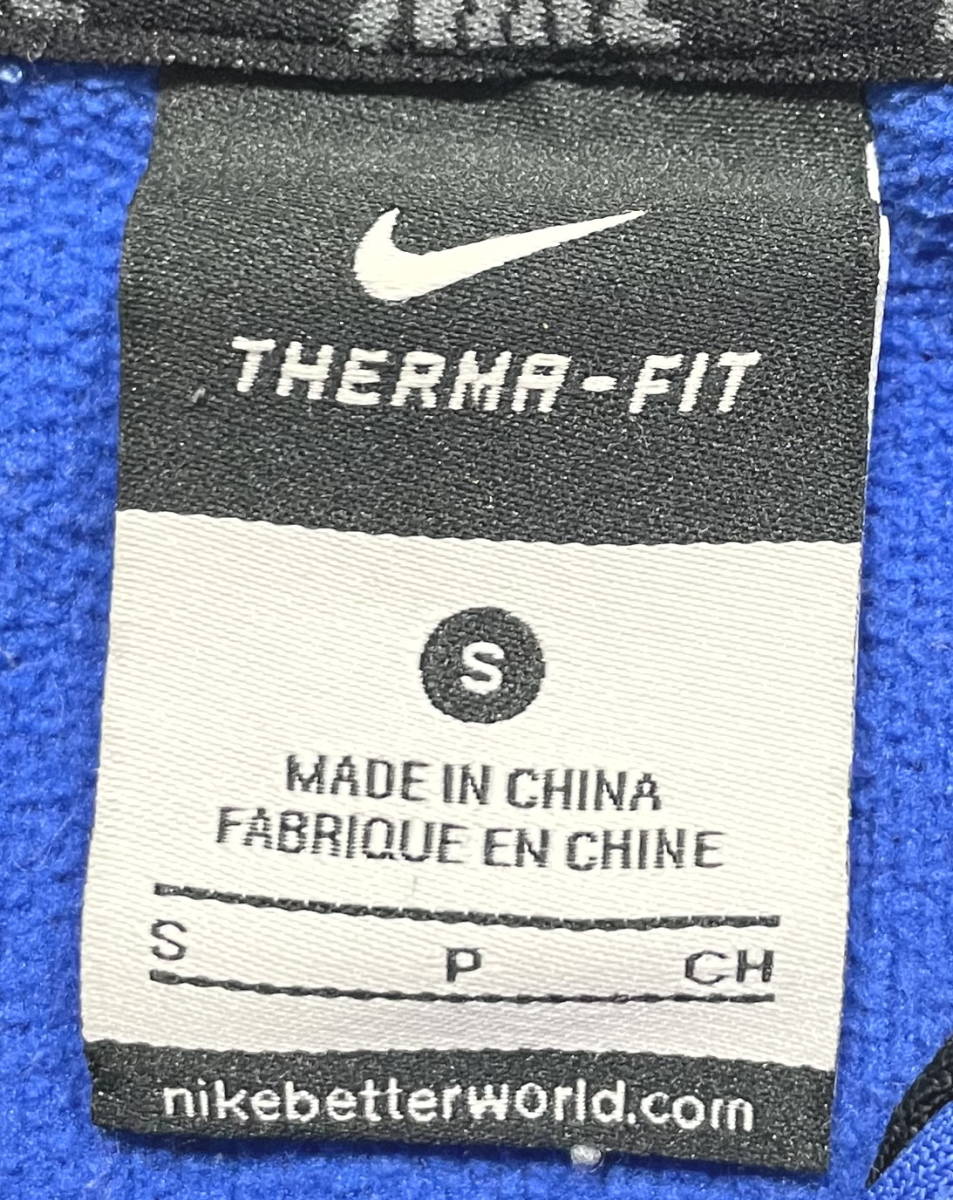 THERMA-FIT
S
MADE IN CHINA
FABRIQUE EN CHINE
S P CH
nikebetterworld.com